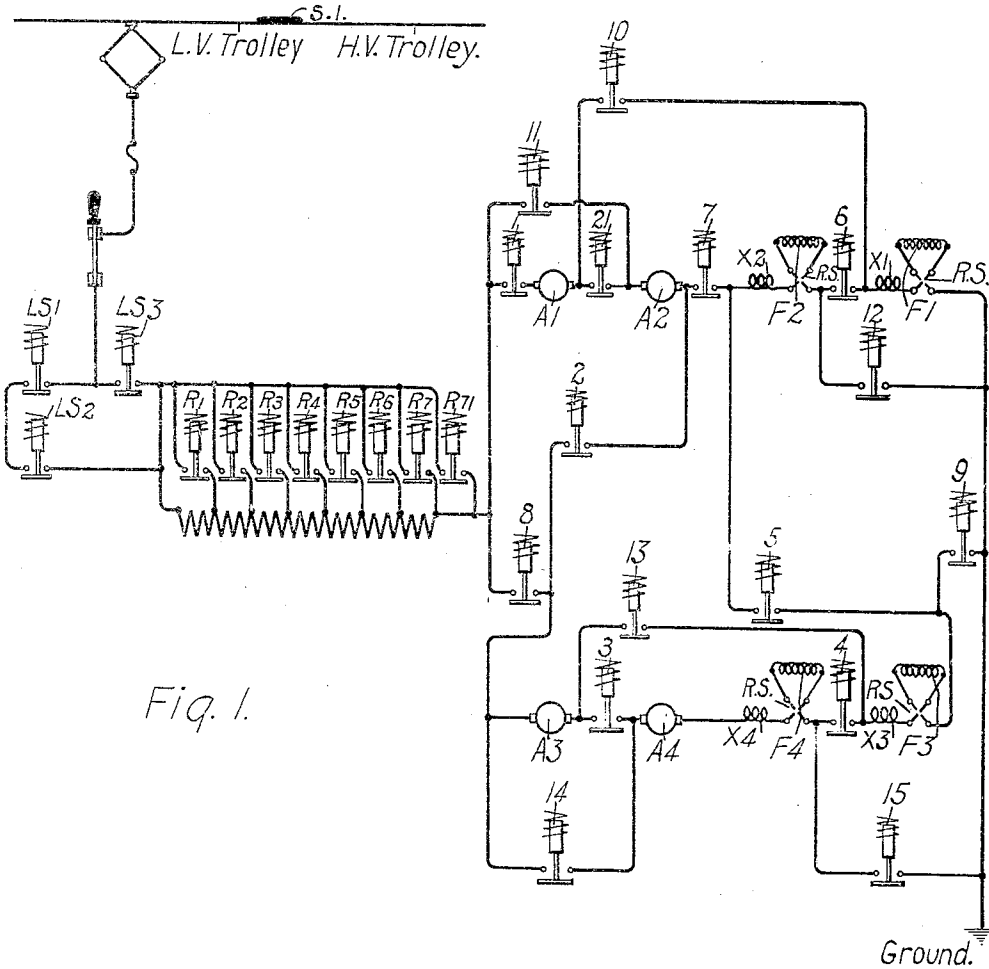 S.I.
L.V. Trolley H.V. Trolley.
10
11
1
21
7
6
X2
R.S.
X1
R.S.
A1
A2
F2
F1
12
LS1
LS3
2
LS2
R1 R2 R3 R4 R5 R6 R7 R71
9
8
5
13
3
4
R.S.
RS
A3
A4
X4
F4
X3
F3
Fig. 1.
14
15
Ground.